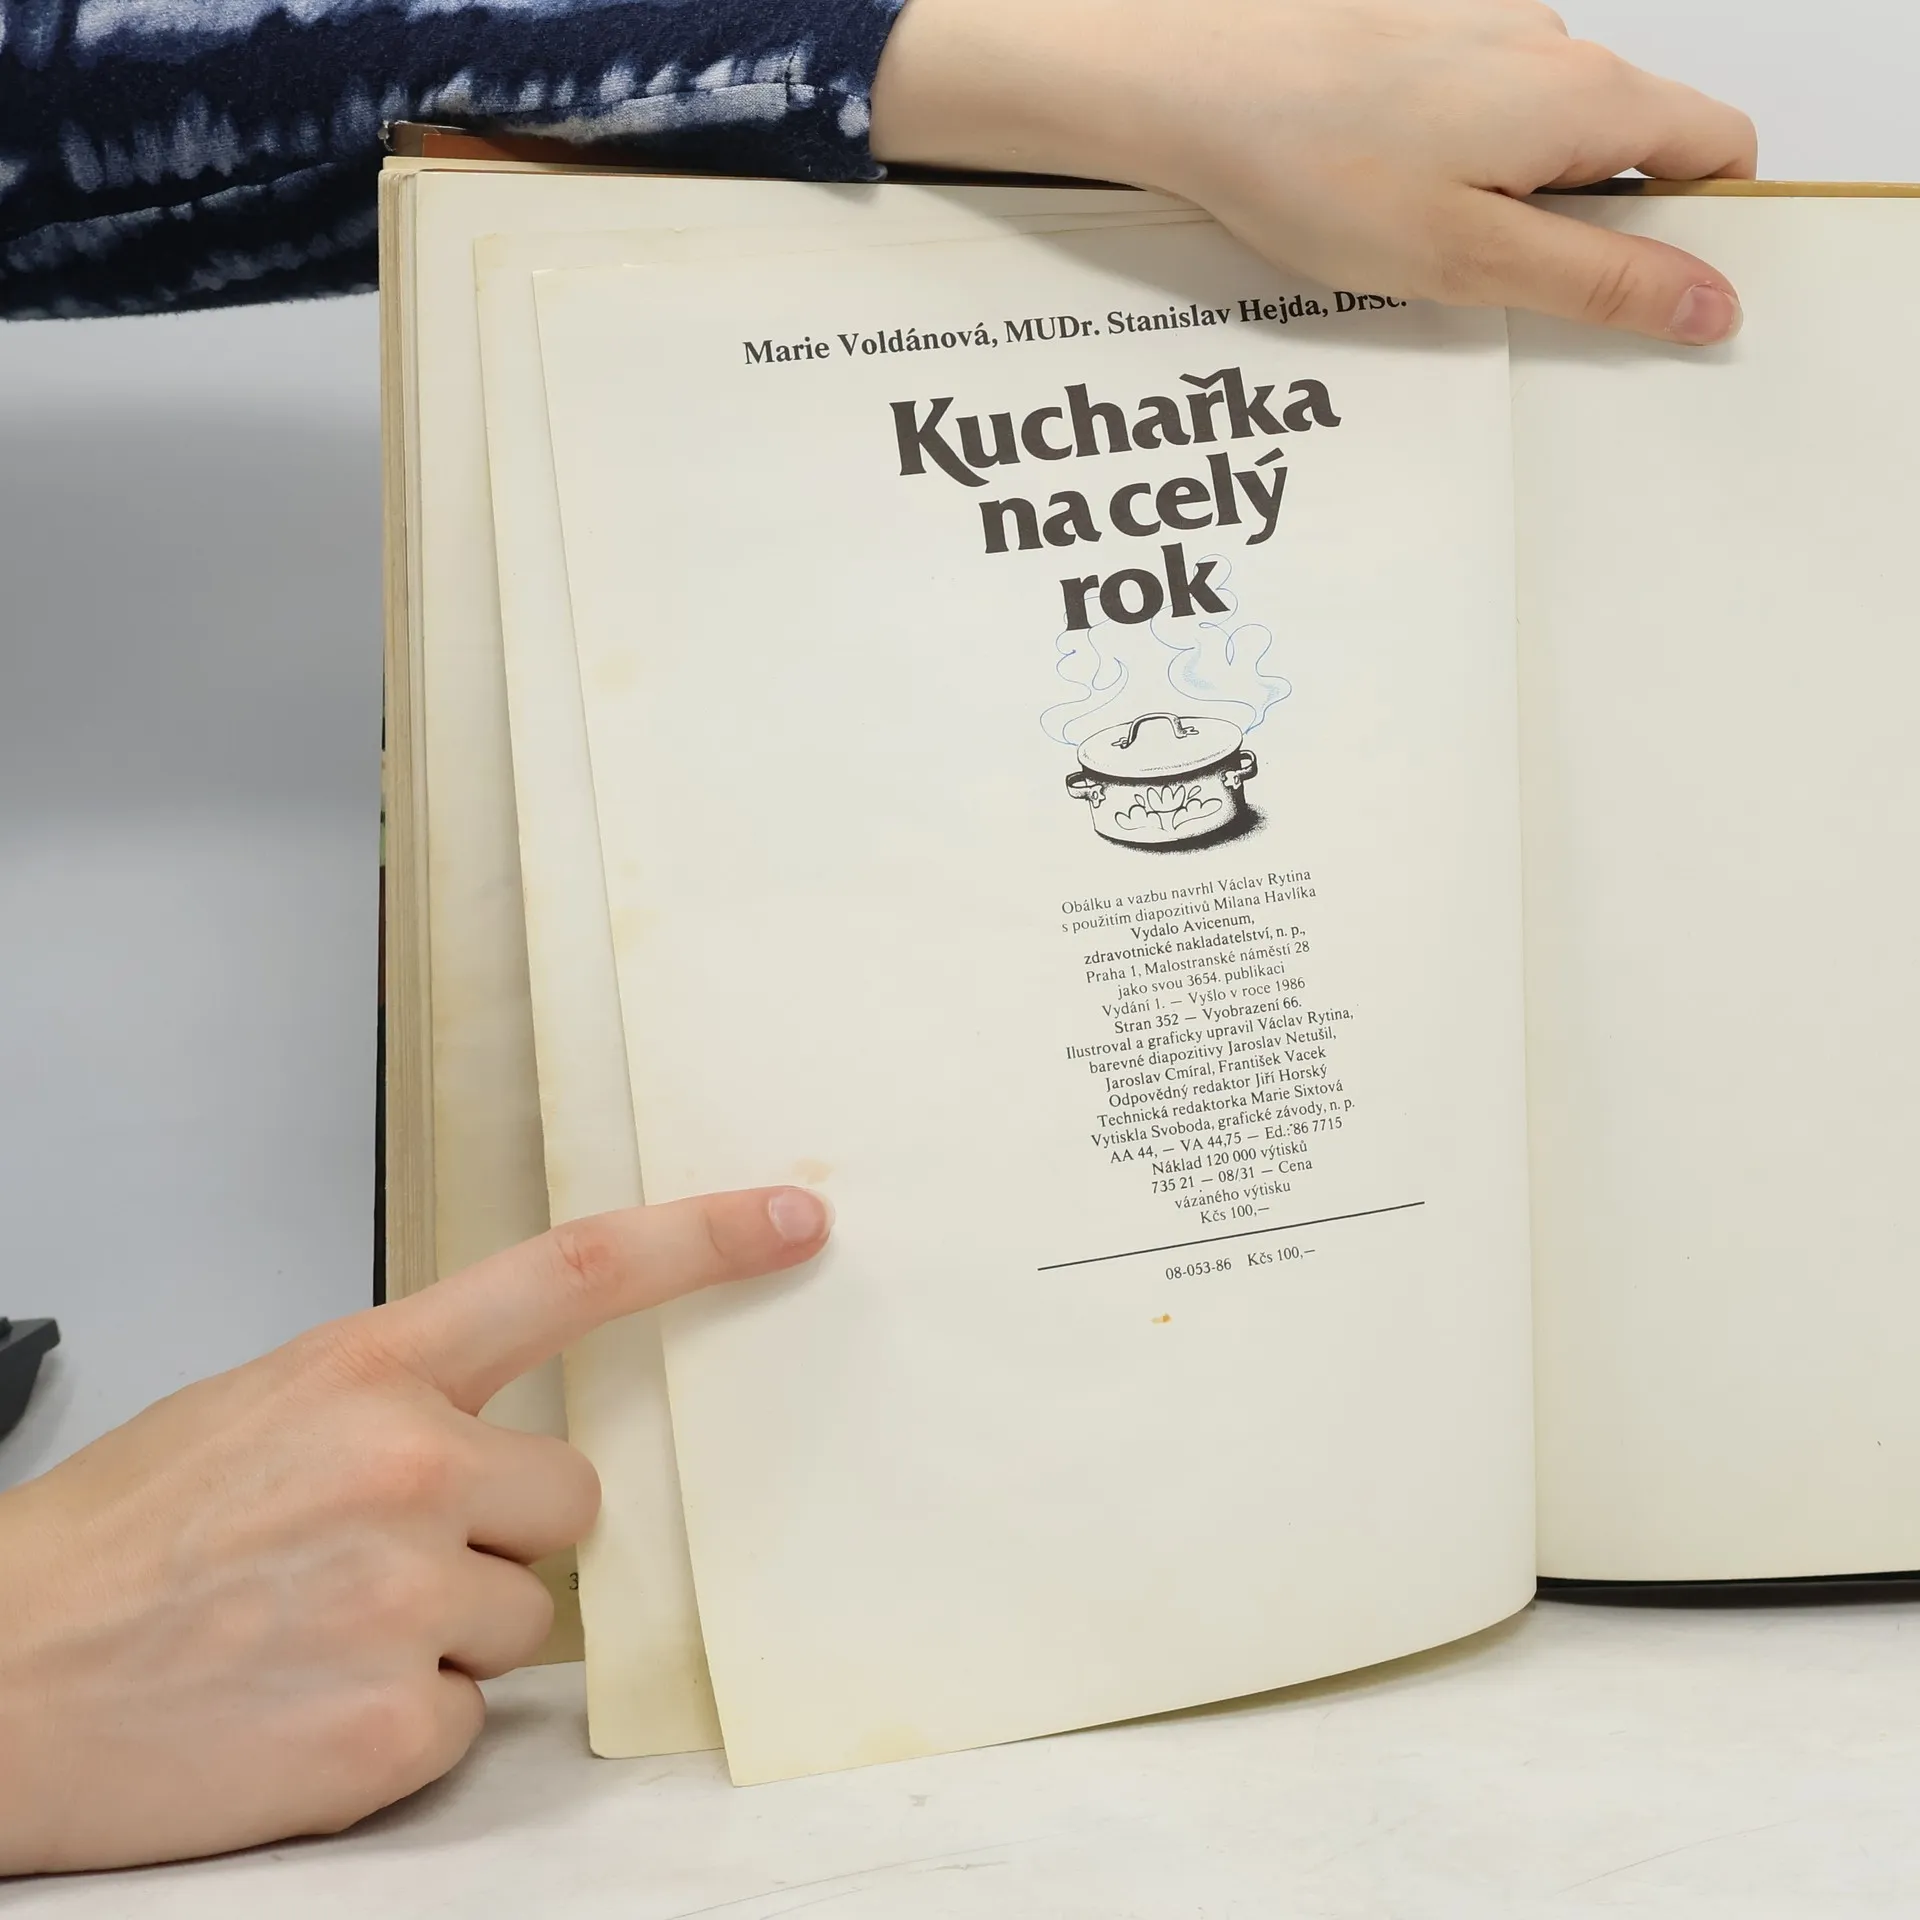 Marie Voldánová, MUDr. Stanislav Hejda, DrSc.
Kuchařka
na celý
rok
Obálku a vazbu navrhl Václav Rytina
s použitím diapozitivů Milana Havlíka
Vydalo Avicenum,
zdravotnické nakladatelství, n. p.,
Praha 1, Malostranské náměstí 28
jako svou 3654. publikaci
Vydání 1. — Vyšlo v roce 1986
Stran 352 — Vyobrazení 66.
Ilustroval a graficky upravil Václav Rytina,
barevné diapozitivy Jaroslav Netušil,
Jaroslav Cmíral, František Vacek
Odpovědný redaktor Jiří Horský
Technická redaktorka Marie Sixtová
Vytiskla Svoboda, grafické závody, n. p.
AA 44, — VA 44,75 — Ed.: 86 7715
Náklad 120 000 výtisků
735 21 — 08/31 — Cena
vázaného výtisku
Kčs 100,—
08-053-86 Kčs 100,—